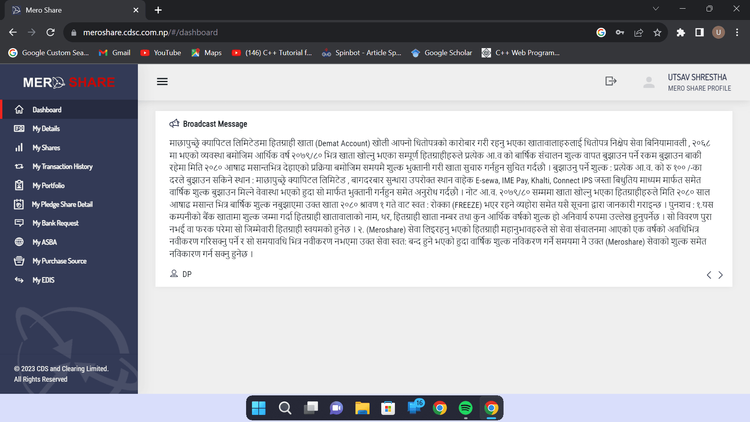 Mero Share
meroshare.cdsc.com.np/#/dashboard
U
Google Custom Sea...
Gmail
YouTube
Maps
(146) C++ Tutorial f...
Spinbot - Article Sp...
Google Scholar
C++ Web Program...
MERO SHARE
UTSAV SHRESTHA
MERO SHARE PROFILE
Dashboard
My Details
My Shares
My Transaction History
My Portfolio
My Pledge Share Detail
My Bank Request
My ASBA
My Purchase Source
My EDIS
Broadcast Message
माछापुच्छ्रे क्यापिटल लिमिटेडमा हितग्राही खाता (Demat Account) खोली आफ्नो धितोपत्रको कारोबार गरी रहनु भएका खातावालाहरुलाई धितोपत्र निक्षेप सेवा बिनियामावली , २०६८
मा भएको व्यवस्था बमोजिम आर्थिक वर्ष २०७९/८० भित्र खाता खोल्नु भएका सम्पूर्ण हितग्राहीहरुले प्रत्येक आ.व को बार्षिक संचालन शुल्क वापत बुझाउन पर्ने रकम बुझाउन बाकी
रहेमा मिति २०८० आषाढ मसान्तभित्र देहाएको प्रक्रिया बमोजिम समयमै शुल्क भुक्तानी गरी खाता सुचारु गर्नहुन सुचित गर्दछौ । बुझाउनु पर्ने शुल्क : प्रत्येक आ.व. को रु १०० /-का
दरले बुझाउन सकिने स्थान : माछापुच्छ्रे क्यापिटल लिमिटेड , बागदरबार सुन्धारा उपरोक्त स्थान वाहेक E-sewa, IME Pay, Khalti, Connect IPS जस्ता बिधुतिय माध्यम मार्फत समेत
वार्षिक शुल्क बुझाउन मिल्ने वेवास्था भएको हुदा सो मार्फत भुक्तानी गर्नहुन समेत अनुरोध गर्दछौ । नोट आ.व. २०७९/८० सम्ममा खाता खोल्नु भएका हितग्राहीहरुले मिति २०८० साल
आषाढ मसान्त भित्र बार्षिक शुल्क नबुझाएमा उक्त खाता २०८० श्रावण १ गते वाट स्वत : रोक्का (FREEZE) भएर रहने व्यहोरा समेत यसै सूचना द्वारा जानकारी गराइन्छ । पुनशच : १.यस
कम्पनीको बैंक खातामा शुल्क जम्मा गर्दा हितग्राही खातावालाको नाम, थर, हितग्राही खाता नम्बर तथा कुन आर्थिक वर्षको शुल्क हो अनिवार्य रुपमा उल्लेख हुनुपर्नेछ । सो विवरण पुरा
नभई वा फरक परेमा सो जिम्मेवारी हितग्राही स्वयमको हुनेछ । २. (Meroshare) सेवा लिइरहनु भएको हितग्राही महानुभावहरुले सो सेवा संचालनमा आएको एक वर्षको अवधिभित्र
नवीकरण गरिसक्नु पर्ने र सो समयावधि भित्र नवीकरण नभएमा उक्त सेवा स्वत: बन्द हुने भएको हुदा वार्षिक शुल्क नविकरण गर्ने समयमा नै उक्त (Meroshare) सेवाको शुल्क समेत
नविकारण गर्न सक्नु हुनेछ ।
DP
© 2023 CDS and Clearing Limited.
All Rights Reserved